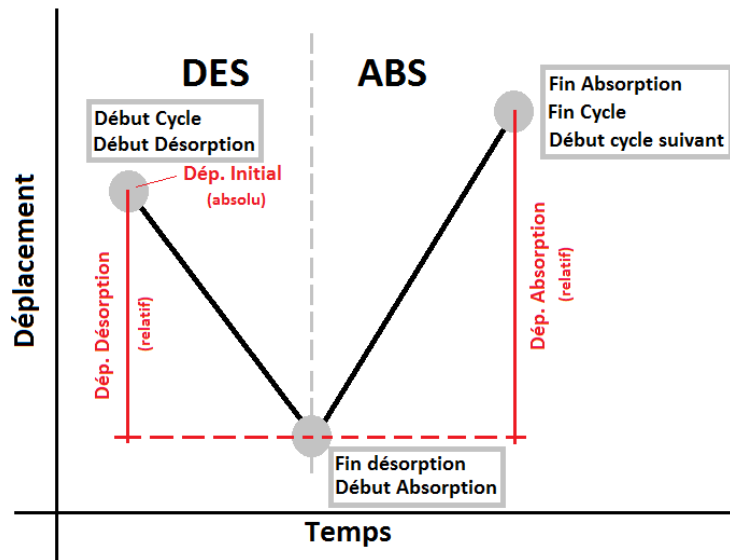 DES
ABS
Début Cycle
Début Désorption
Dép. Initial
(absolu)
Fin Absorption
Fin Cycle
Début cycle suivant
Déplacement
Dép. Désorption
(relatif)
Dép. Absorption
(relatif)
Fin désorption
Début Absorption
Temps